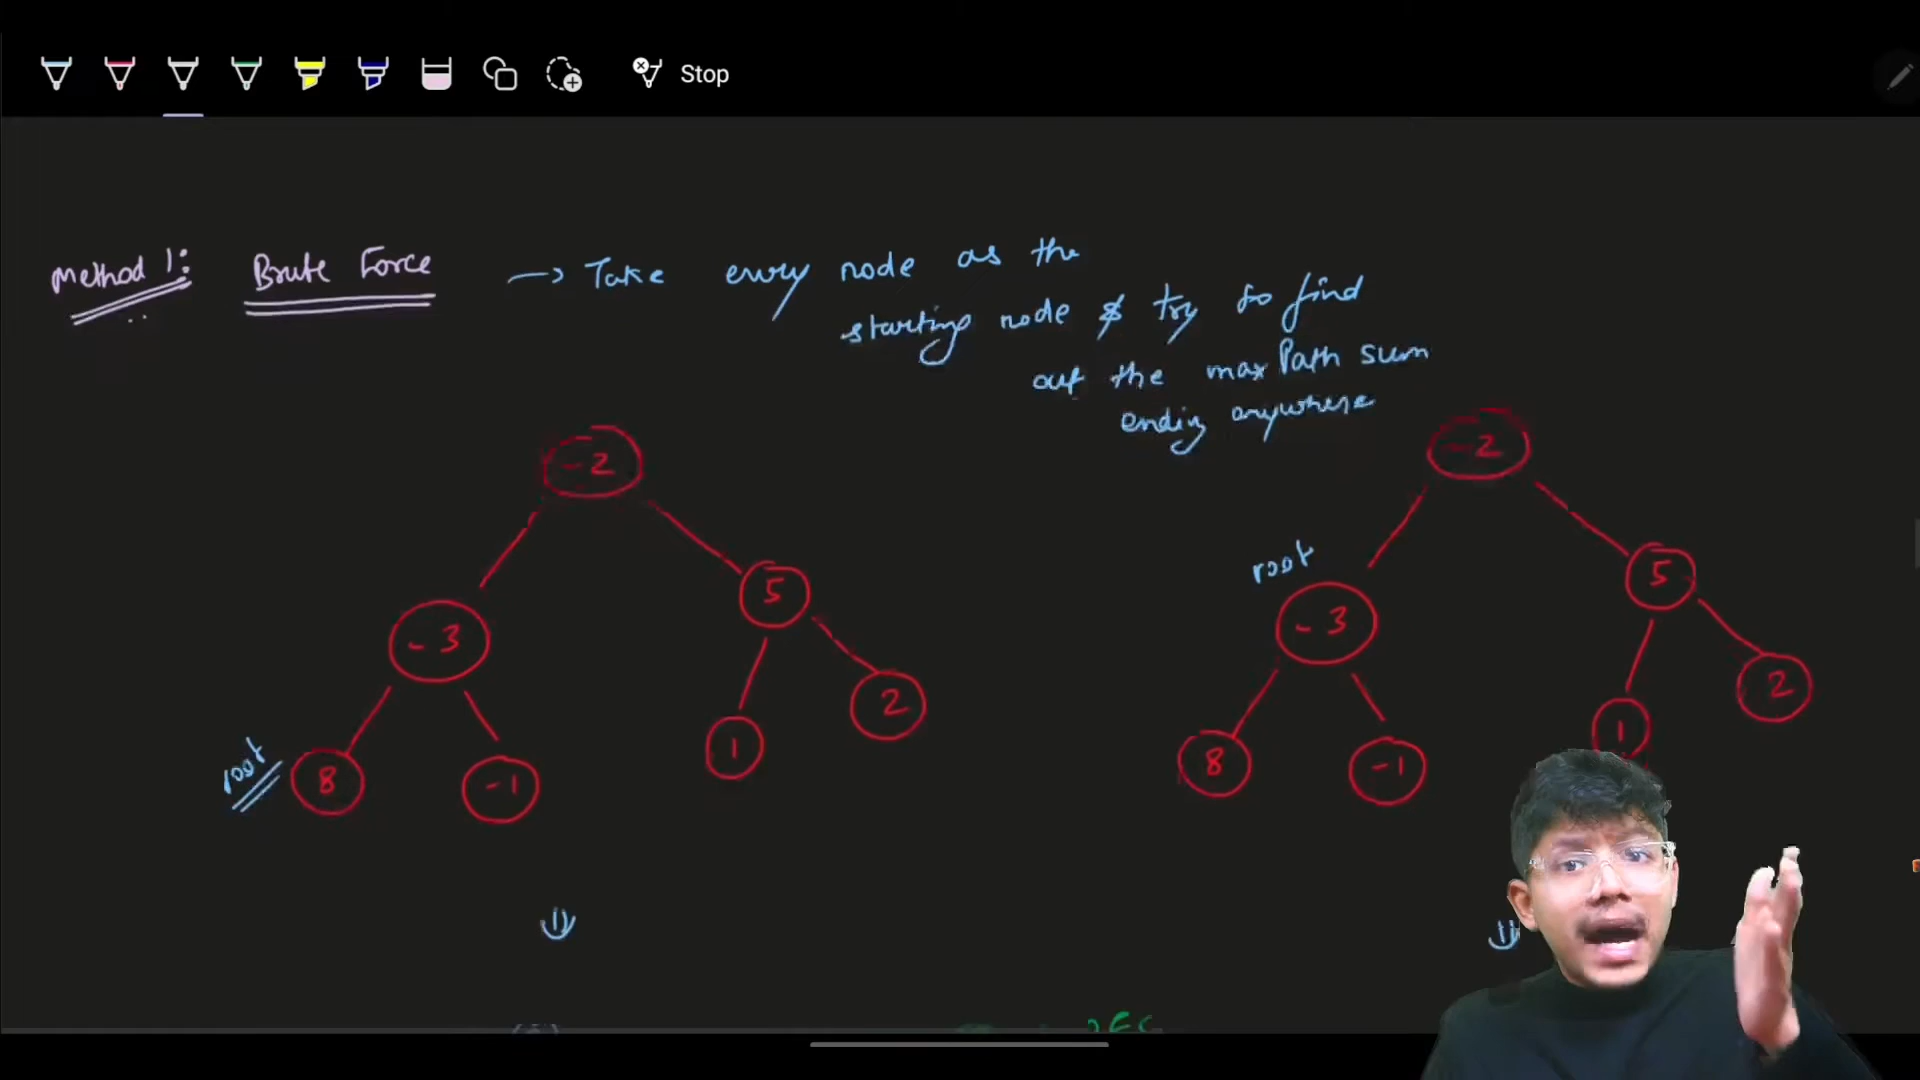 Stop
Method 1: Brute Force → Take every node as the
starting node & try to find
out the max Path sum
ending anywhere
-2
-2
root
5
5
-3
-3
2
2
1
1
root
8
-1
8
-1